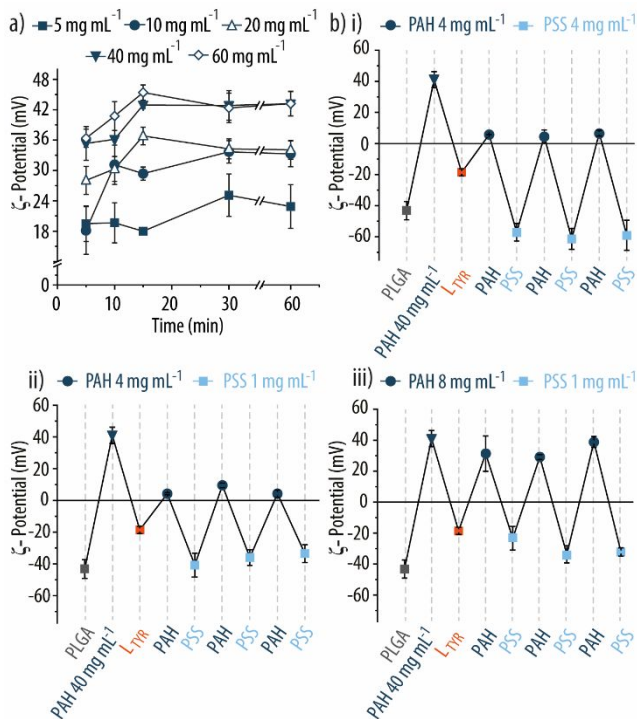 a) 5 mg mL⁻¹ 10 mg mL⁻¹ 20 mg mL⁻¹
40 mg mL⁻¹ 60 mg mL⁻¹
48
42
36
30
24
18
0
ζ- Potential (mV)
0 10 20 30 60
Time (min)
b) i) PAH 4 mg mL⁻¹ PSS 4 mg mL⁻¹
60
40
20
0
-20
-40
-60
ζ- Potential (mV)
PLGA PAH 40 mg mL⁻¹ L_TYR PAH PSS PAH PSS PAH PSS
ii) PAH 4 mg mL⁻¹ PSS 1 mg mL⁻¹
60
40
20
0
-20
-40
-60
ζ- Potential (mV)
PLGA PAH 40 mg mL⁻¹ L_TYR PAH PSS PAH PSS PAH PSS
iii) PAH 8 mg mL⁻¹ PSS 1 mg mL⁻¹
60
40
20
0
-20
-40
-60
ζ- Potential (mV)
PLGA PAH 40 mg mL⁻¹ L_TYR PAH PSS PAH PSS PAH PSS